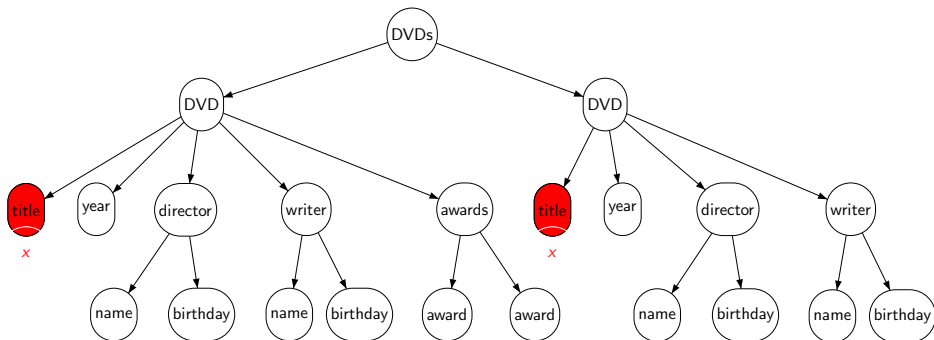 DVDs
DVD DVD
title year director writer awards title year director writer
x x
name birthday name birthday award award name birthday name birthday